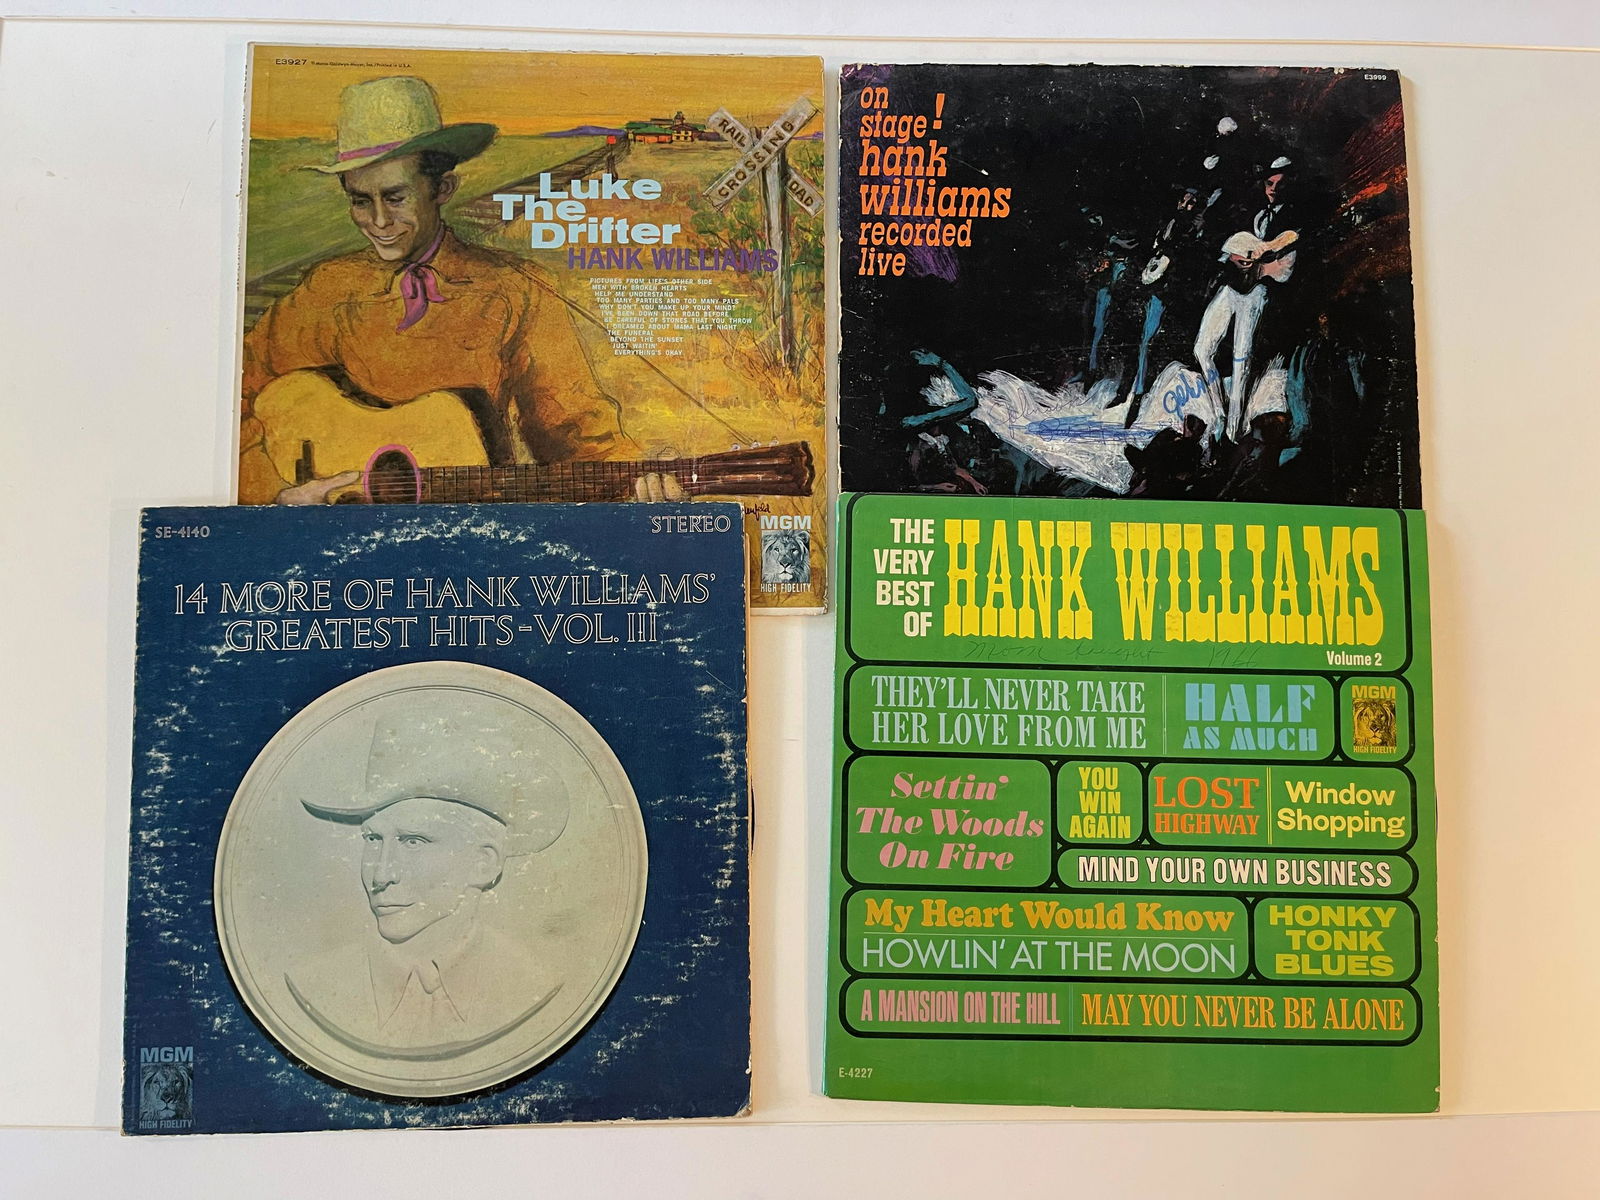 E3927
Printed in U.S.A.
RAIL ROAD
CROSSING
Luke
The
Drifter
HANK WILLIAMS
PICTURES FROM LIFE'S OTHER SIDE
MEN WITH BROKEN HEARTS
HELP ME UNDERSTAND
TOO MANY PARTIES AND TOO MANY PALS
WHY DON'T YOU MAKE UP YOUR MIND?
I'VE BEEN DOWN THAT ROAD BEFORE
BE CAREFUL OF STONES THAT YOU THROW
I DREAMED ABOUT MAMA LAST NIGHT
THE FUNERAL
BEYOND THE SUNSET
JUST WAITIN'
EVERYTHING'S OKAY
MGM
HIGH FIDELITY
E3999
on
stage!
hank
williams
recorded
live
SE-4140
STEREO
14 MORE OF HANK WILLIAMS'
GREATEST HITS-VOL. III
MGM
HIGH FIDELITY
THE
VERY
BEST
OF
HANK WILLIAMS
Mom 1966
Volume 2
THEY'LL NEVER TAKE
HER LOVE FROM ME
HALF
AS MUCH
MGM
HIGH FIDELITY
Settin'
The Woods
On Fire
YOU
WIN
AGAIN
LOST
HIGHWAY
Window
Shopping
MIND YOUR OWN BUSINESS
My Heart Would Know
HOWLIN' AT THE MOON
HONKY
TONK
BLUES
A MANSION ON THE HILL
MAY YOU NEVER BE ALONE
E-4227